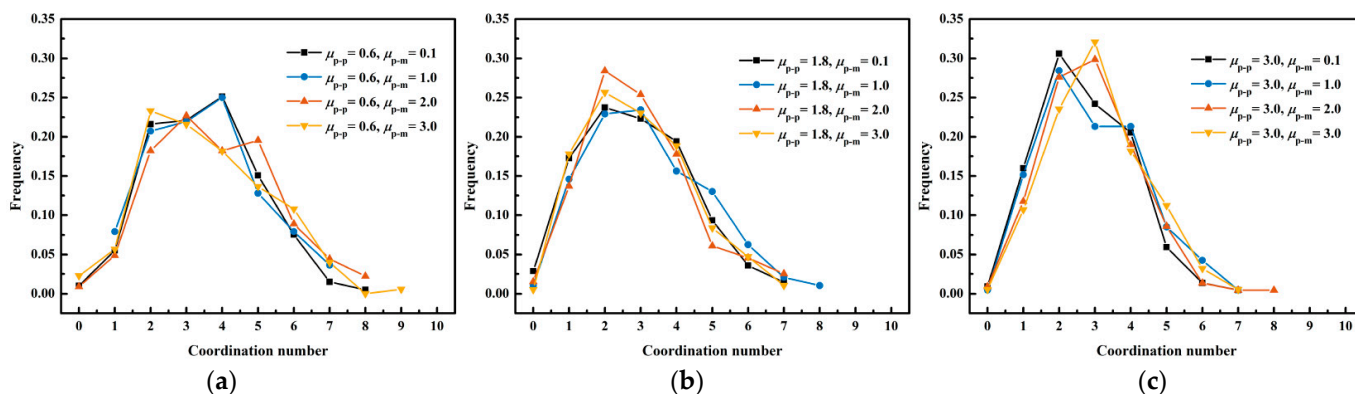 0.35
0.30
0.25
0.20
0.15
0.10
0.05
0.00
Frequency
μp-p = 0.6, μp-m = 0.1
μp-p = 0.6, μp-m = 1.0
μp-p = 0.6, μp-m = 2.0
μp-p = 0.6, μp-m = 3.0
0 1 2 3 4 5 6 7 8 9 10
Coordination number
(a)
0.35
0.30
0.25
0.20
0.15
0.10
0.05
0.00
Frequency
μp-p = 1.8, μp-m = 0.1
μp-p = 1.8, μp-m = 1.0
μp-p = 1.8, μp-m = 2.0
μp-p = 1.8, μp-m = 3.0
0 1 2 3 4 5 6 7 8 9 10
Coordination number
(b)
0.35
0.30
0.25
0.20
0.15
0.10
0.05
0.00
Frequency
μp-p = 3.0, μp-m = 0.1
μp-p = 3.0, μp-m = 1.0
μp-p = 3.0, μp-m = 2.0
μp-p = 3.0, μp-m = 3.0
0 1 2 3 4 5 6 7 8 9 10
Coordination number
(c)